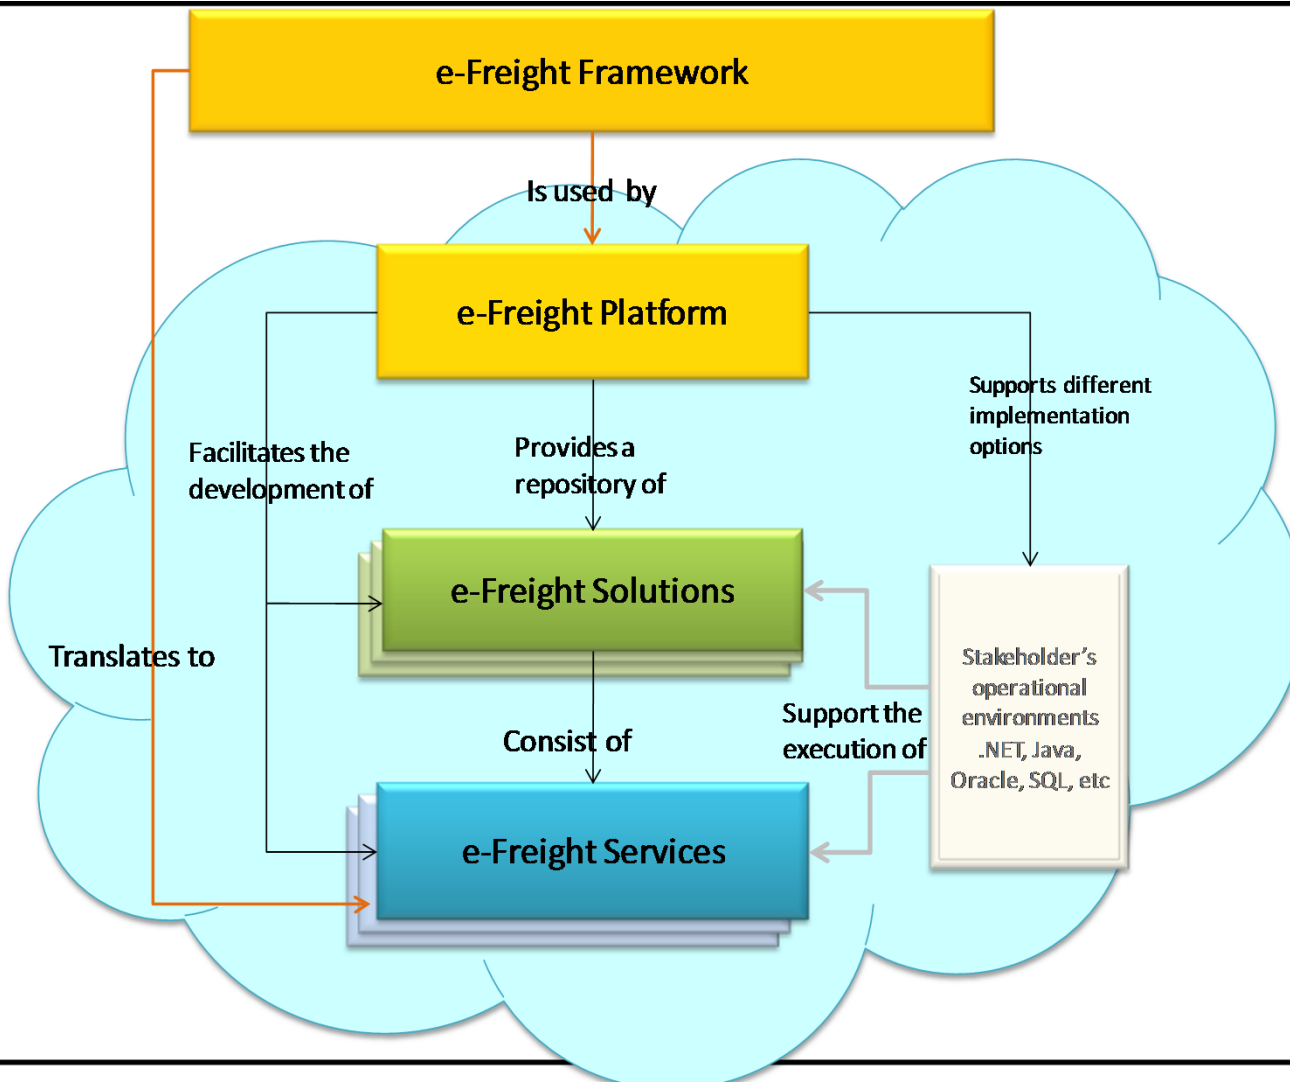 e-Freight Framework
Is used by
e-Freight Platform
Supports different
implementation
options
Facilitates the
development of
Provides a
repository of
e-Freight Solutions
Translates to
Stakeholder's
operational
environments
.NET, Java,
Oracle, SQL, etc
Support the
execution of
Consist of
e-Freight Services